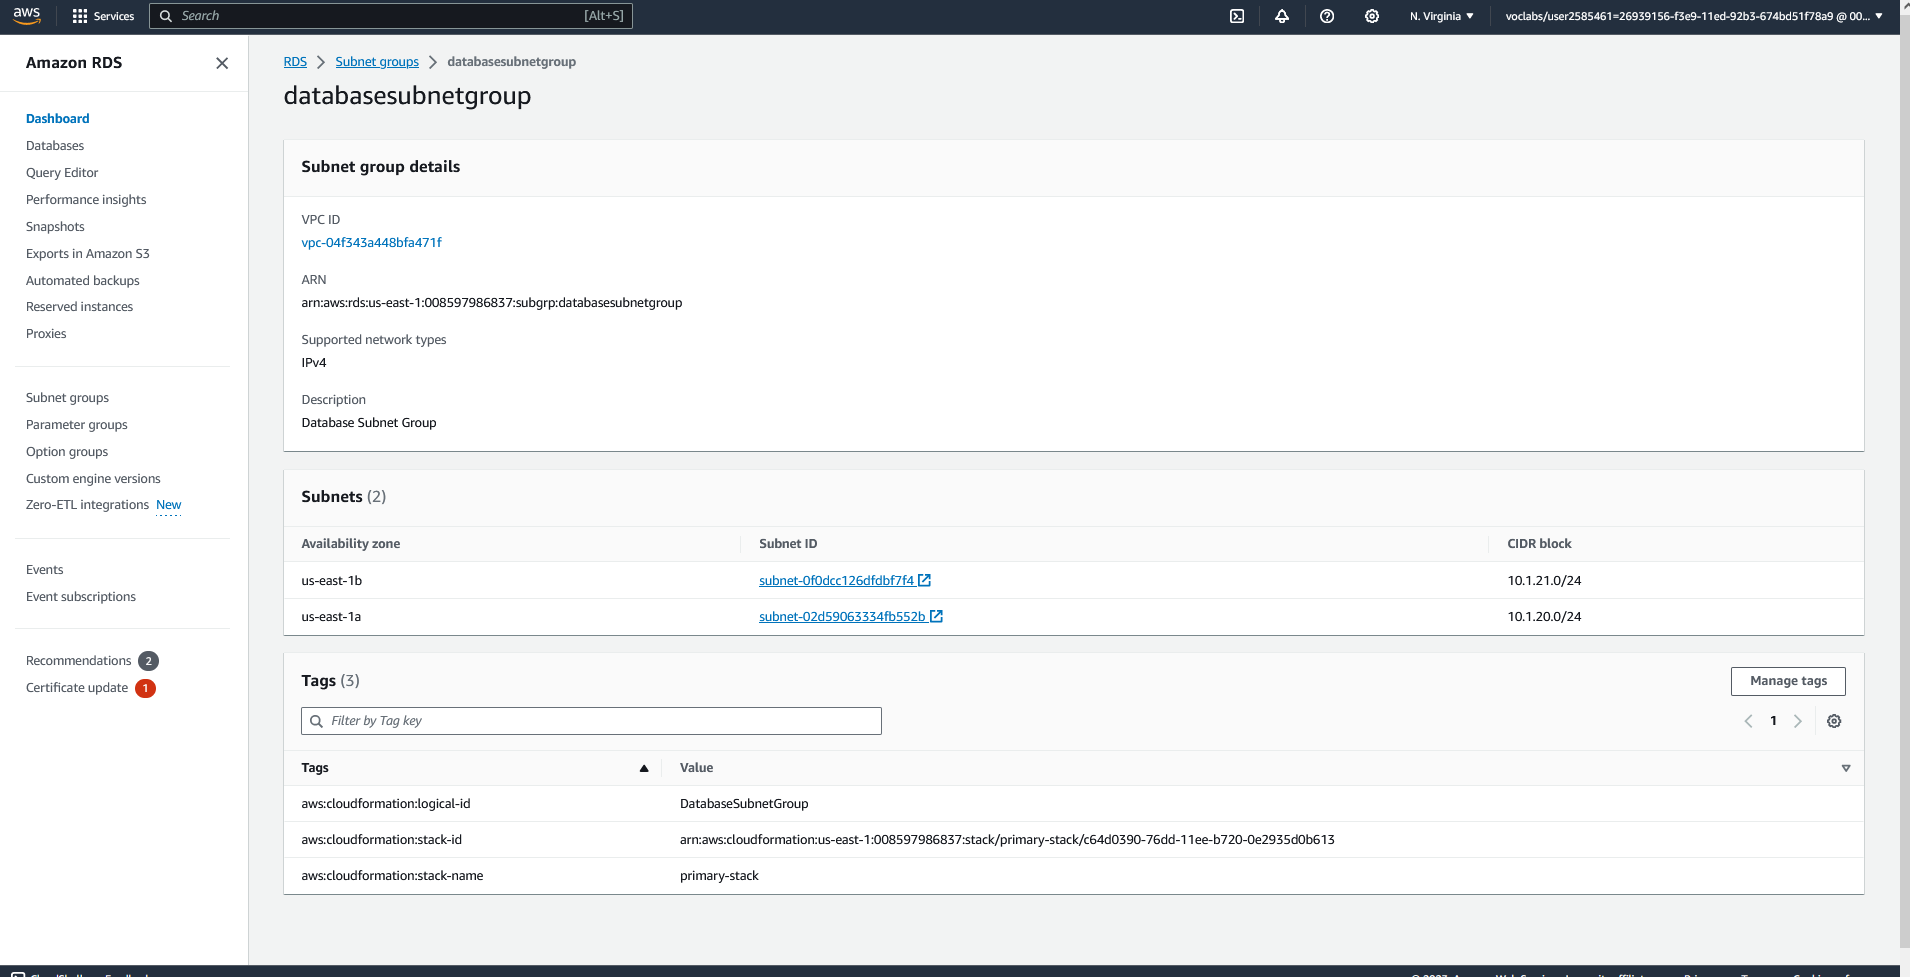 aws Services Search [Alt+S] N. Virginia voclabs/user2585461=26939156-f3e9-11ed-92b3-674bd51f78a9 @ 00...
Amazon RDS
Dashboard
Databases
Query Editor
Performance insights
Snapshots
Exports in Amazon S3
Automated backups
Reserved instances
Proxies
Subnet groups
Parameter groups
Option groups
Custom engine versions
Zero-ETL integrations New
Events
Event subscriptions
Recommendations 2
Certificate update 1
RDS Subnet groups databasesubnetgroup
databasesubnetgroup
Subnet group details
VPC ID
vpc-04f343a448bfa471f
ARN
arn:aws:rds:us-east-1:008597986837:subgrp:databasesubnetgroup
Supported network types
IPv4
Description
Database Subnet Group
Subnets (2)
Availability zone Subnet ID CIDR block
us-east-1b subnet-0f0dcc126dfdbf7f4 10.1.21.0/24
us-east-1a subnet-02d59063334fb552b 10.1.20.0/24
Tags (3) Manage tags
Filter by Tag key 1
Tags Value
aws:cloudformation:logical-id DatabaseSubnetGroup
aws:cloudformation:stack-id arn:aws:cloudformation:us-east-1:008597986837:stack/primary-stack/c64d0390-76dd-11ee-b720-0e2935d0b613
aws:cloudformation:stack-name primary-stack